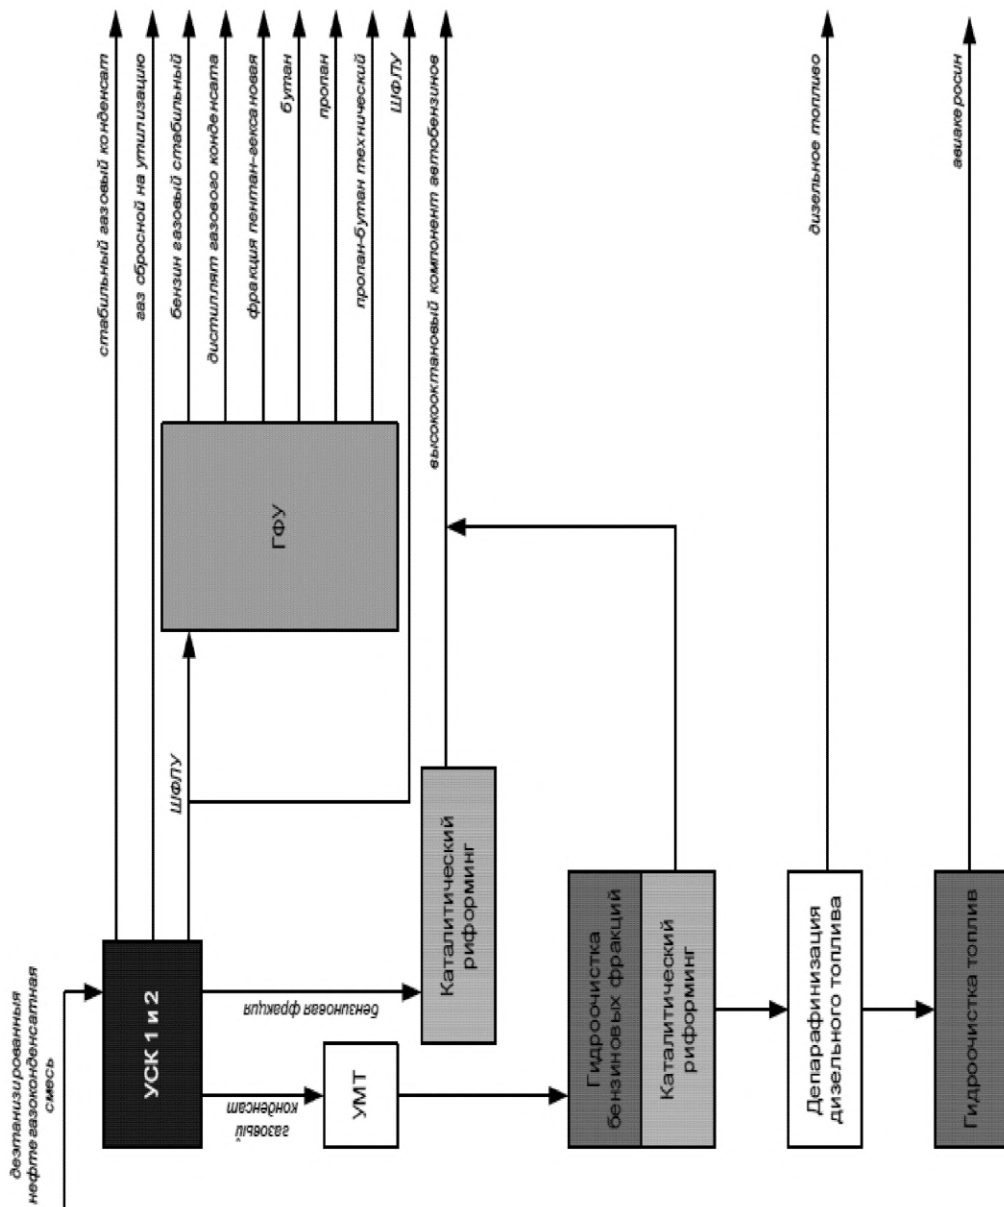 деэтанизированныя
нефтегазоконденсатная
смесь
УСК 1 и 2
газовый
конденсат
бензиновая фракция
ШФЛУ
УМТ
Каталитический
риформинг
ГФУ
Гидроочистка
бензиновых фракций
Каталитический
риформинг
Депарафинизация
дизельного топлива
Гидроочистка топлив
стабильный газовый конденсат
газ сбросной на утилизацию
бензин газовый стабильный
дистиллят газового конденсата
фракция пентан-гексановая
бутан
пропан
пропан-бутан технический
ШФЛУ
высокооктановый компонент автобензинов
дизельное топливо
авиакеросин